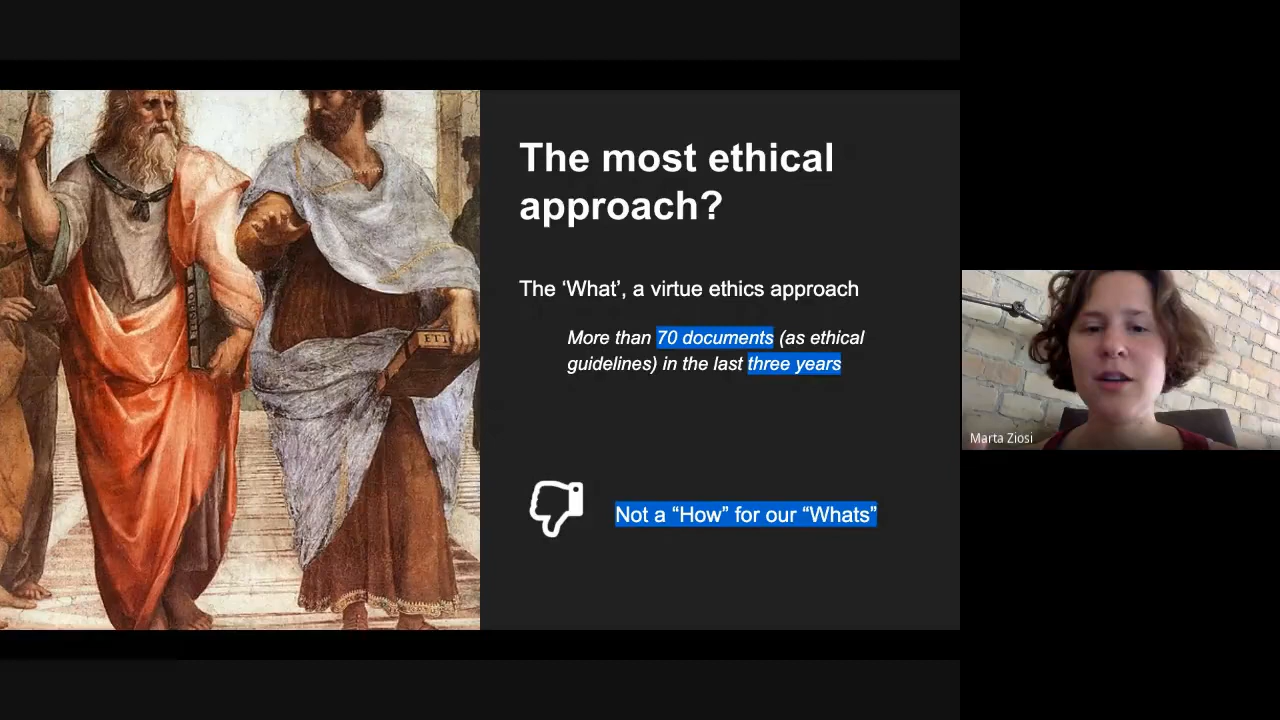 The most ethical
approach?
The ‘What’, a virtue ethics approach
More than 70 documents (as ethical
guidelines) in the last three years
Not a “How” for our “Whats”
Marta Ziosi
ETI